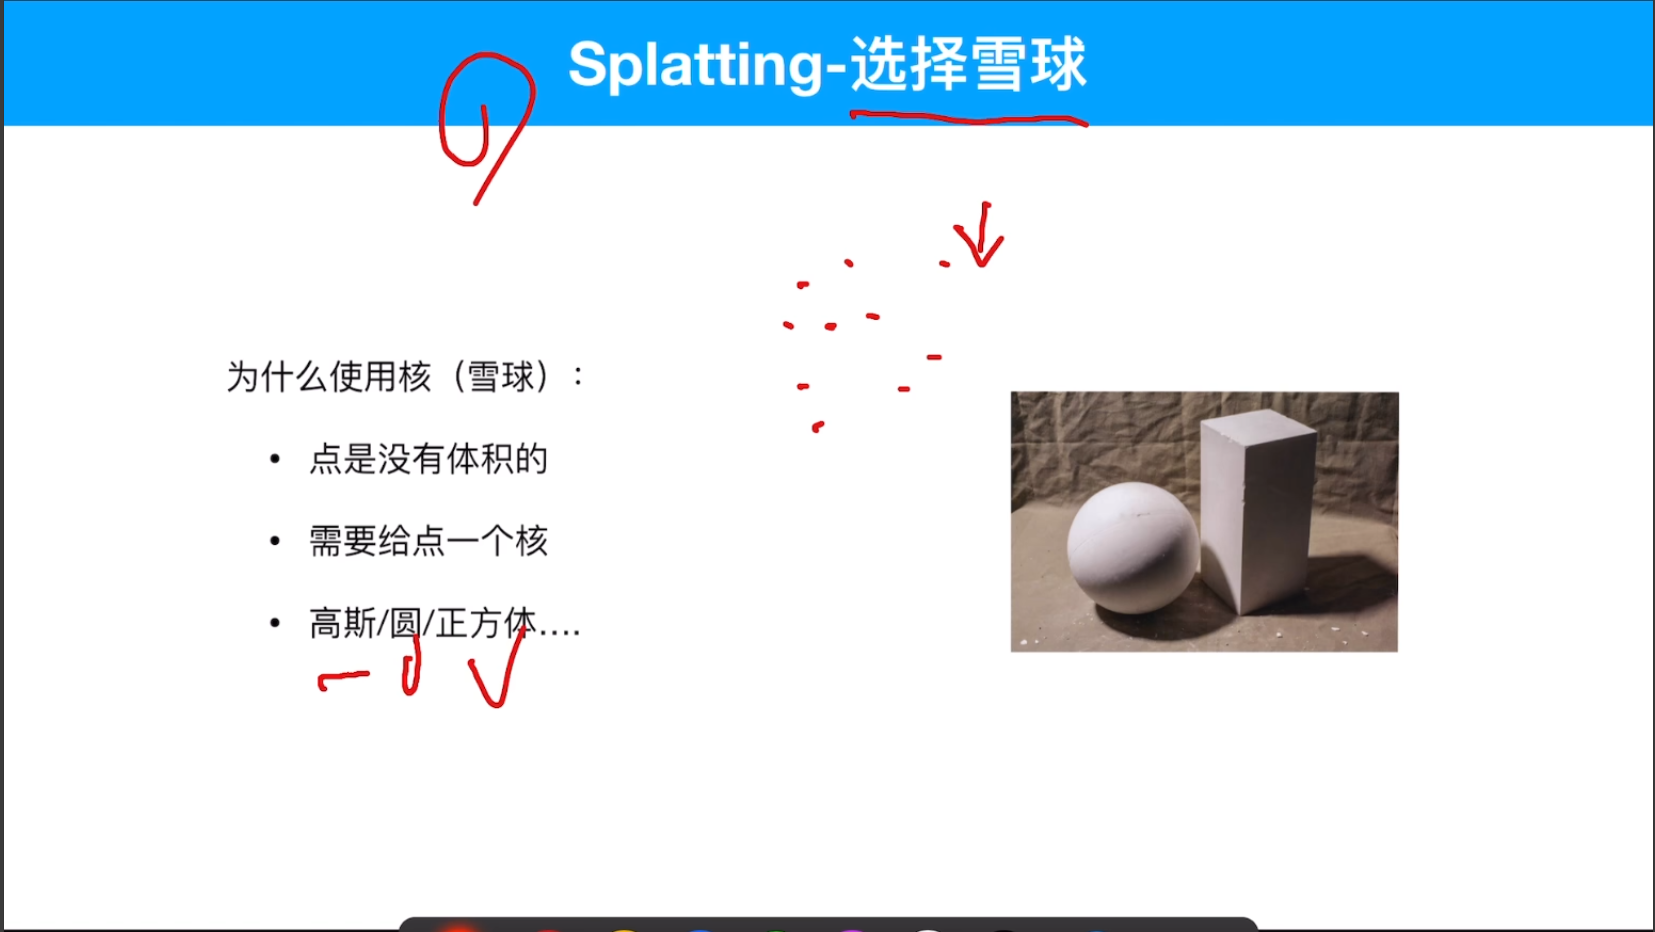 Splatting-选择雪球
为什么使用核（雪球）：
• 点是没有体积的
• 需要给点一个核
• 高斯/圆/正方体....